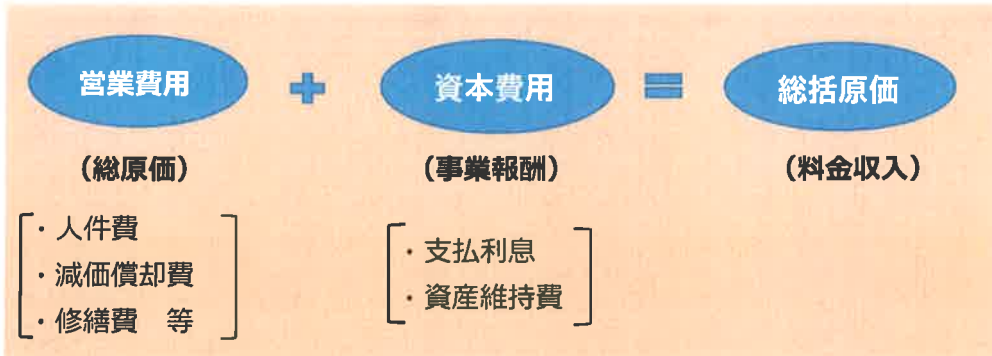 営業費用 + 資本費用 = 総括原価
(総原価) (事業報酬) (料金収入)
・人件費
・減価償却費
・修繕費　等
・支払利息
・資産維持費